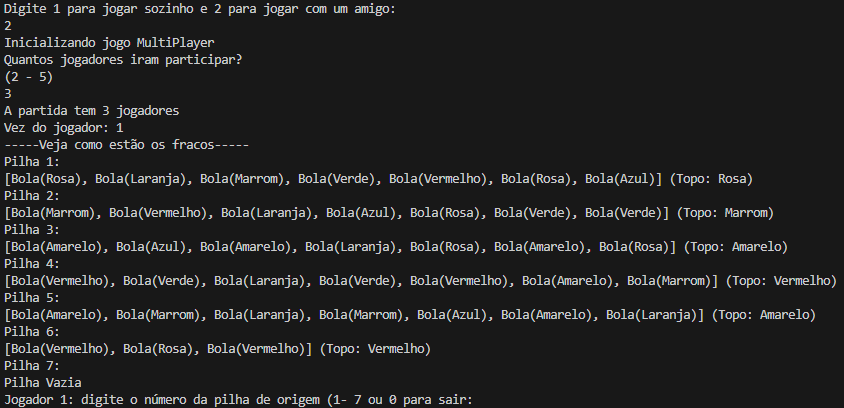 Digite 1 para jogar sozinho e 2 para jogar com um amigo:
2
Inicializando jogo MultiPlayer
Quantos jogadores iram participar?
(2 - 5)
3
A partida tem 3 jogadores
Vez do jogador: 1
-----Veja como estão os fracos-----
Pilha 1:
[Bola(Rosa), Bola(Laranja), Bola(Marrom), Bola(Verde), Bola(Vermelho), Bola(Rosa), Bola(Azul)] (Topo: Rosa)
Pilha 2:
[Bola(Marrom), Bola(Vermelho), Bola(Laranja), Bola(Azul), Bola(Rosa), Bola(Verde), Bola(Verde)] (Topo: Marrom)
Pilha 3:
[Bola(Amarelo), Bola(Azul), Bola(Amarelo), Bola(Laranja), Bola(Rosa), Bola(Amarelo), Bola(Rosa)] (Topo: Amarelo)
Pilha 4:
[Bola(Vermelho), Bola(Verde), Bola(Laranja), Bola(Verde), Bola(Vermelho), Bola(Amarelo), Bola(Marrom)] (Topo: Vermelho)
Pilha 5:
[Bola(Amarelo), Bola(Marrom), Bola(Laranja), Bola(Marrom), Bola(Azul), Bola(Amarelo), Bola(Laranja)] (Topo: Amarelo)
Pilha 6:
[Bola(Vermelho), Bola(Rosa), Bola(Vermelho)] (Topo: Vermelho)
Pilha 7:
Pilha Vazia
Jogador 1: digite o número da pilha de origem (1- 7 ou 0 para sair: